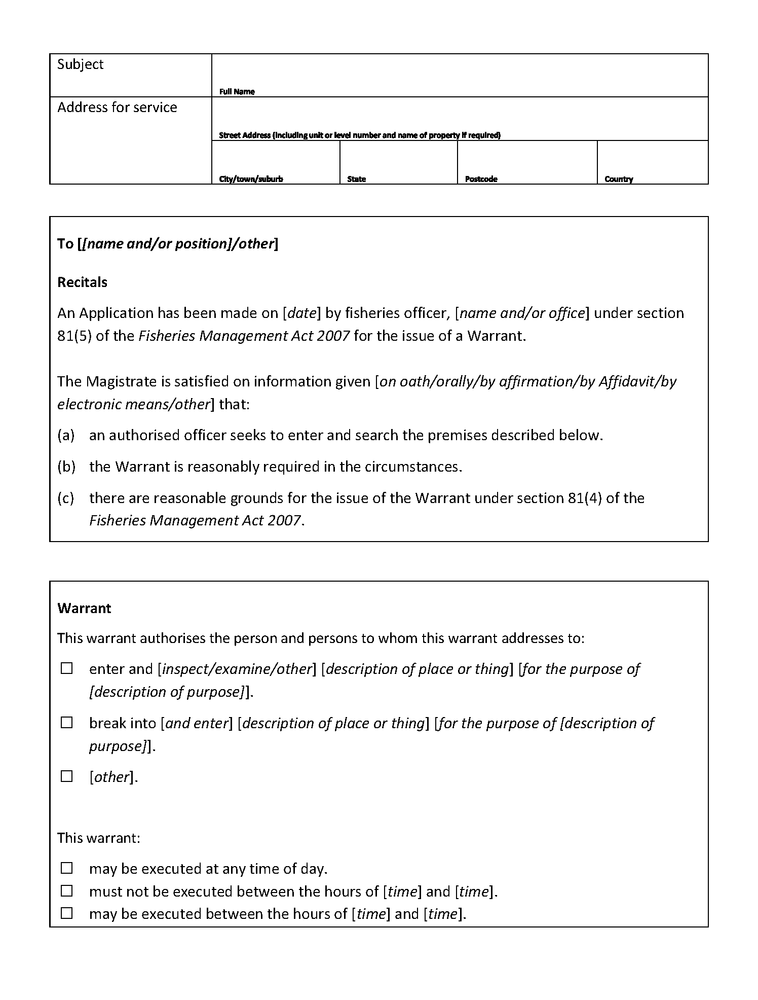 Subject
Full Name
Address for service
Street Address (including unit or level number and name of property if required)
City/town/suburb State Postcode Country
To [[name and/or position]/other]
Recitals
An Application has been made on [date] by fisheries officer, [name and/or office] under section
81(5) of the Fisheries Management Act 2007 for the issue of a Warrant.
The Magistrate is satisfied on information given [on oath/orally/by affirmation/by Affidavit/by
electronic means/other] that:
(a) an authorised officer seeks to enter and search the premises described below.
(b) the Warrant is reasonably required in the circumstances.
(c) there are reasonable grounds for the issue of the Warrant under section 81(4) of the
Fisheries Management Act 2007.
Warrant
This warrant authorises the person and persons to whom this warrant addresses to:
☐ enter and [inspect/examine/other] [description of place or thing] [for the purpose of
[description of purpose]].
☐ break into [and enter] [description of place or thing] [for the purpose of [description of
purpose]].
☐ [other].
This warrant:
☐ may be executed at any time of day.
☐ must not be executed between the hours of [time] and [time].
☐ may be executed between the hours of [time] and [time].